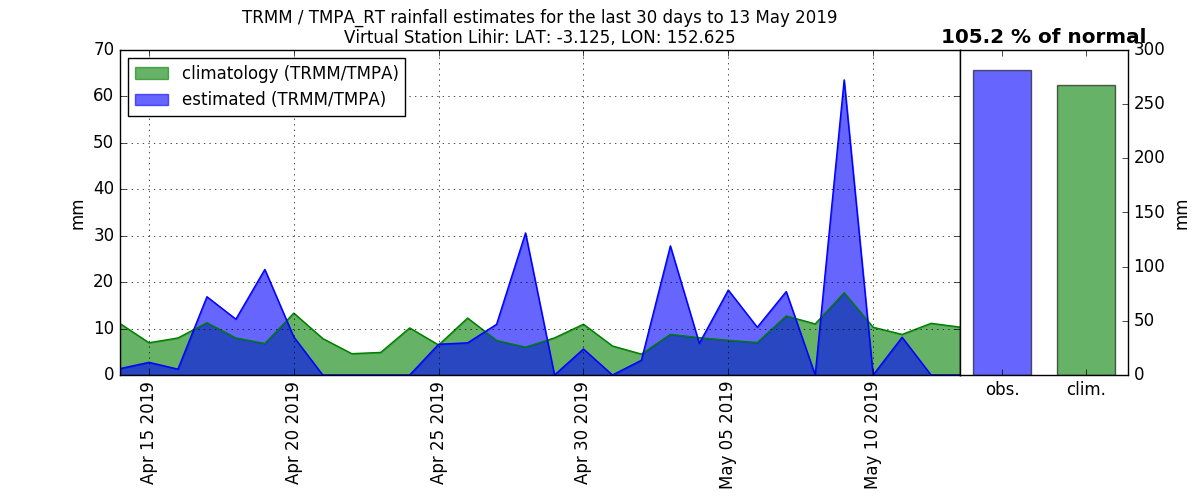 TRMM / TMPA_RT rainfall estimates for the last 30 days to 13 May 2019
Virtual Station Lihir: LAT: -3.125, LON: 152.625
105.2 % of normal
climatology (TRMM/TMPA)
estimated (TRMM/TMPA)
70
60
50
40
30
20
10
0
mm
Apr 15 2019
Apr 20 2019
Apr 25 2019
Apr 30 2019
May 05 2019
May 10 2019
300
250
200
150
100
50
0
mm
obs.
clim.